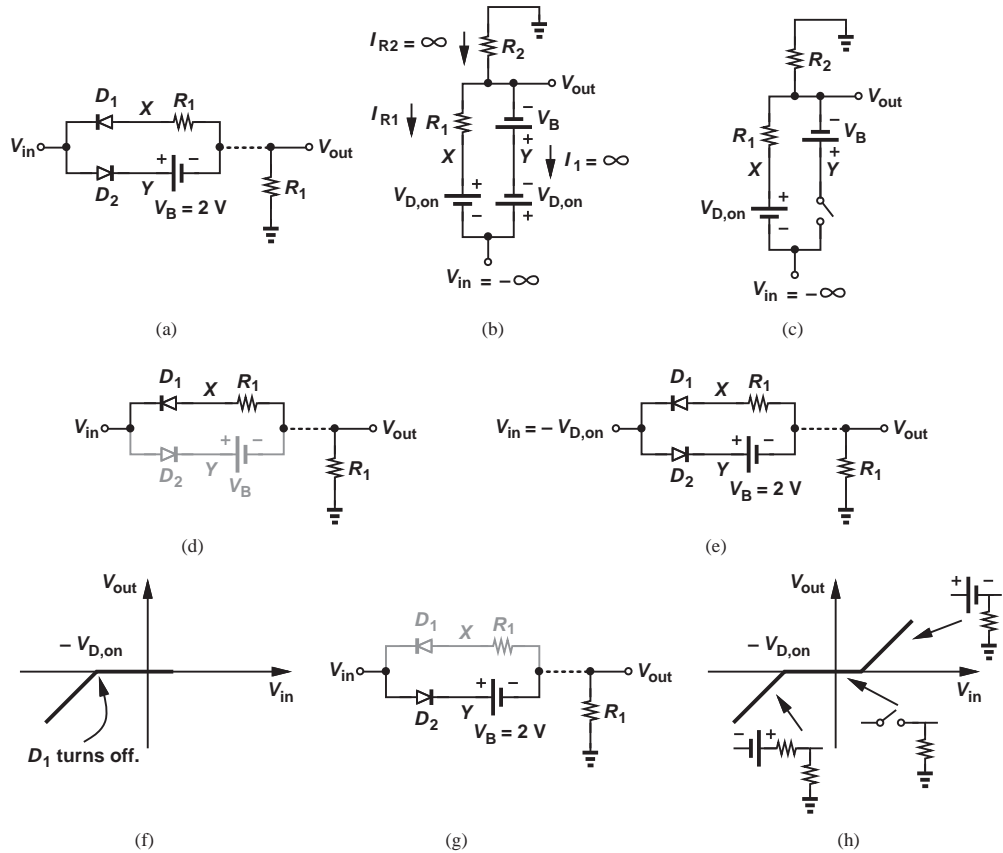 I R2 = ∞
R2
Vout
D1 X R1
Vin
Vout
D2 Y + −
VB = 2 V
R1
(a)
I R1
R1
X
− VB
+
Y
I1 = ∞
VD,on
+
−
−
VD,on
+
Vin = −∞
(b)
R2
Vout
R1
X
− VB
+
Y
VD,on
+
−
Vin = −∞
(c)
D1 X R1
Vin
Vout
D2 Y + −
VB
R1
(d)
D1 X R1
Vin = − VD,on
Vout
D2 Y + −
VB = 2 V
R1
(e)
Vout
− VD,on
Vin
D1 turns off.
(f)
D1 X R1
Vin
Vout
D2 Y + −
VB = 2 V
R1
(g)
Vout
+ −
− VD,on
Vin
− +
(h)